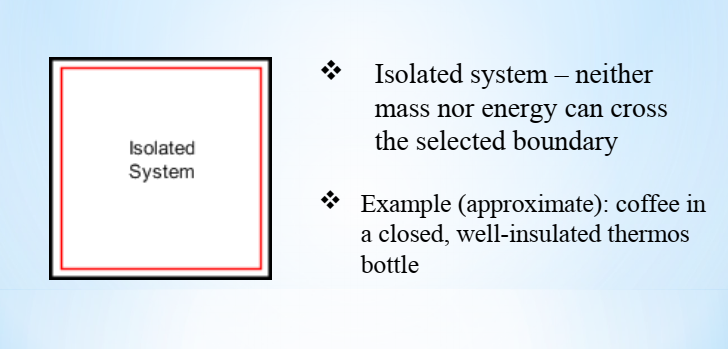 Isolated
System
❖ Isolated system – neither
mass nor energy can cross
the selected boundary
❖ Example (approximate): coffee in
a closed, well-insulated thermos
bottle